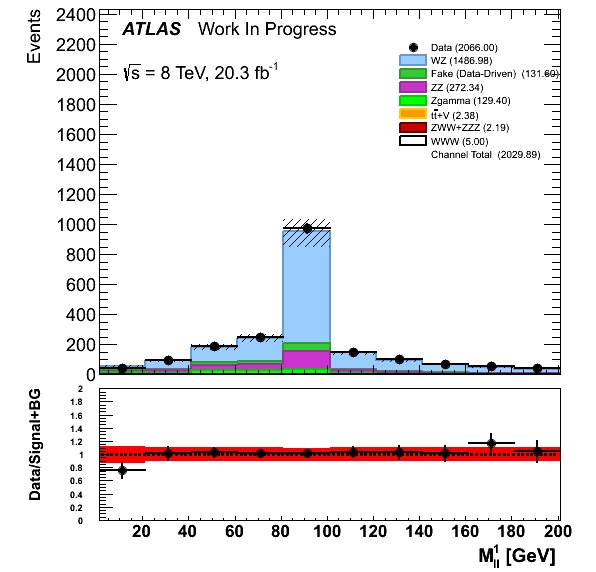 Events
2400
2200
2000
1800
1600
1400
1200
1000
800
600
400
200
0
ATLAS Work In Progress
√s = 8 TeV, 20.3 fb-1
Data (2066.00)
WZ (1486.98)
Fake (Data-Driven) (131.60)
ZZ (272.34)
Zgamma (129.40)
tt+V (2.38)
ZWW+ZZZ (2.19)
WWW (5.00)
Channel Total (2029.89)
Data/Signal+BG
2
1.8
1.6
1.4
1.2
1
0.8
0.6
0.4
0.2
0
20 40 60 80 100 120 140 160 180 200
M1ll [GeV]